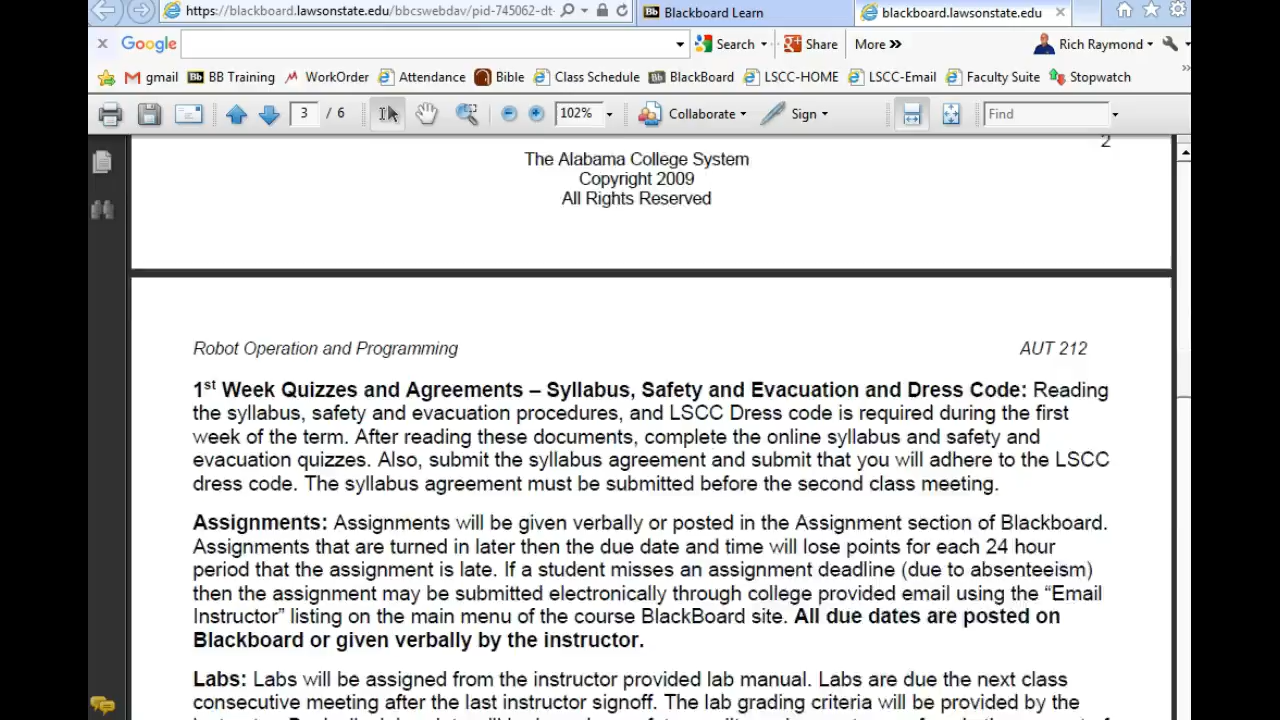 https://blackboard.lawsonstate.edu/bbcswebdav/pid-745062-dt-
Bb Blackboard Learn
blackboard.lawsonstate.edu
x Google Search Share More » Rich Raymond
gmail Bb BB Training WorkOrder Attendance Bible Class Schedule Bb BlackBoard LSCC-HOME LSCC-Email Faculty Suite Stopwatch
3 / 6 102% Collaborate Sign Find
2
The Alabama College System
Copyright 2009
All Rights Reserved
Robot Operation and Programming AUT 212
1st Week Quizzes and Agreements – Syllabus, Safety and Evacuation and Dress Code: Reading
the syllabus, safety and evacuation procedures, and LSCC Dress code is required during the first
week of the term. After reading these documents, complete the online syllabus and safety and
evacuation quizzes. Also, submit the syllabus agreement and submit that you will adhere to the LSCC
dress code. The syllabus agreement must be submitted before the second class meeting.
Assignments: Assignments will be given verbally or posted in the Assignment section of Blackboard.
Assignments that are turned in later then the due date and time will lose points for each 24 hour
period that the assignment is late. If a student misses an assignment deadline (due to absenteeism)
then the assignment may be submitted electronically through college provided email using the “Email
Instructor” listing on the main menu of the course BlackBoard site. All due dates are posted on
Blackboard or given verbally by the instructor.
Labs: Labs will be assigned from the instructor provided lab manual. Labs are due the next class
consecutive meeting after the last instructor signoff. The lab grading criteria will be provided by the